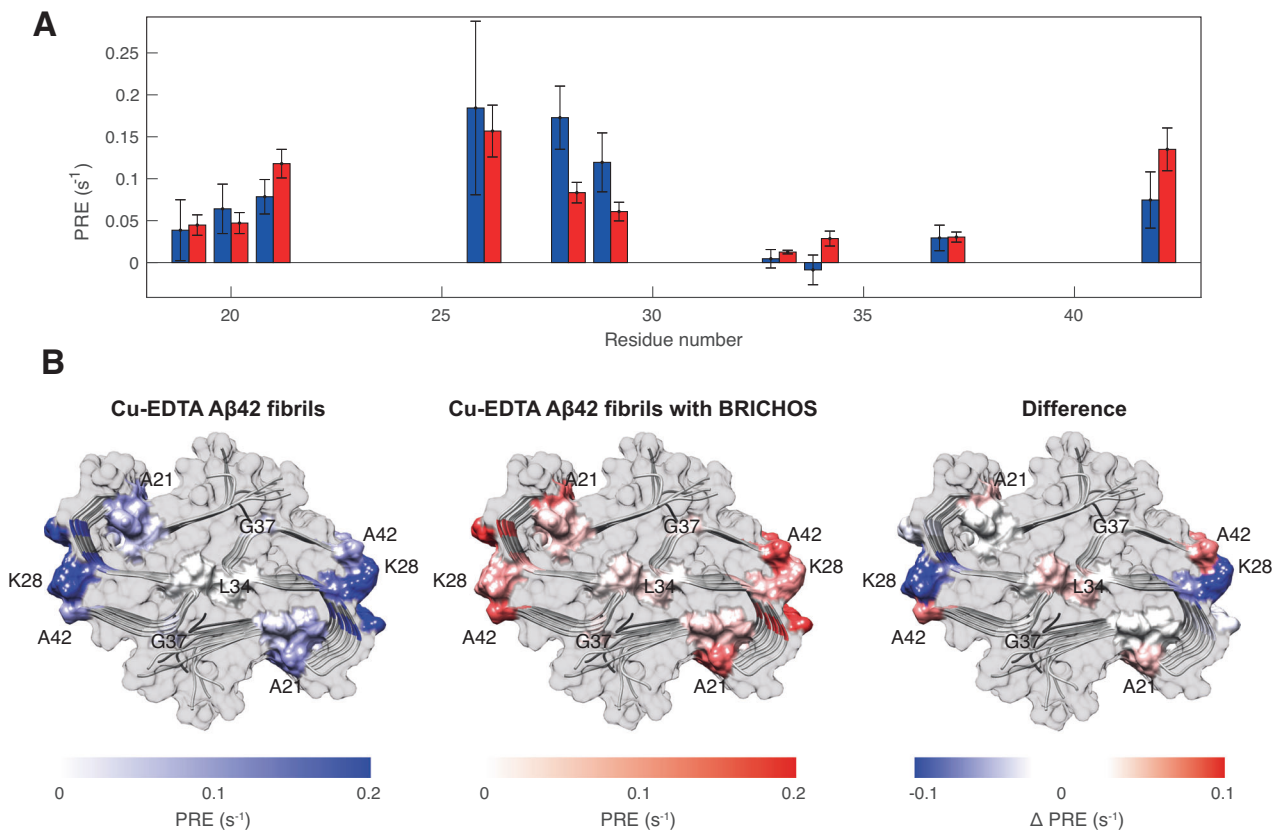 A
PRE (s⁻¹)
0.25
0.2
0.15
0.1
0.05
0
20 25 30 35 40
Residue number
B
Cu-EDTA Aβ42 fibrils
Cu-EDTA Aβ42 fibrils with BRICHOS
Difference
A21
G37
A42
K28
K28
L34
A42
G37
A21
A21
G37
A42
K28
K28
L34
A42
G37
A21
A21
G37
A42
K28
K28
L34
A42
G37
A21
0 0.1 0.2
PRE (s⁻¹)
0 0.1 0.2
PRE (s⁻¹)
-0.1 0 0.1
Δ PRE (s⁻¹)